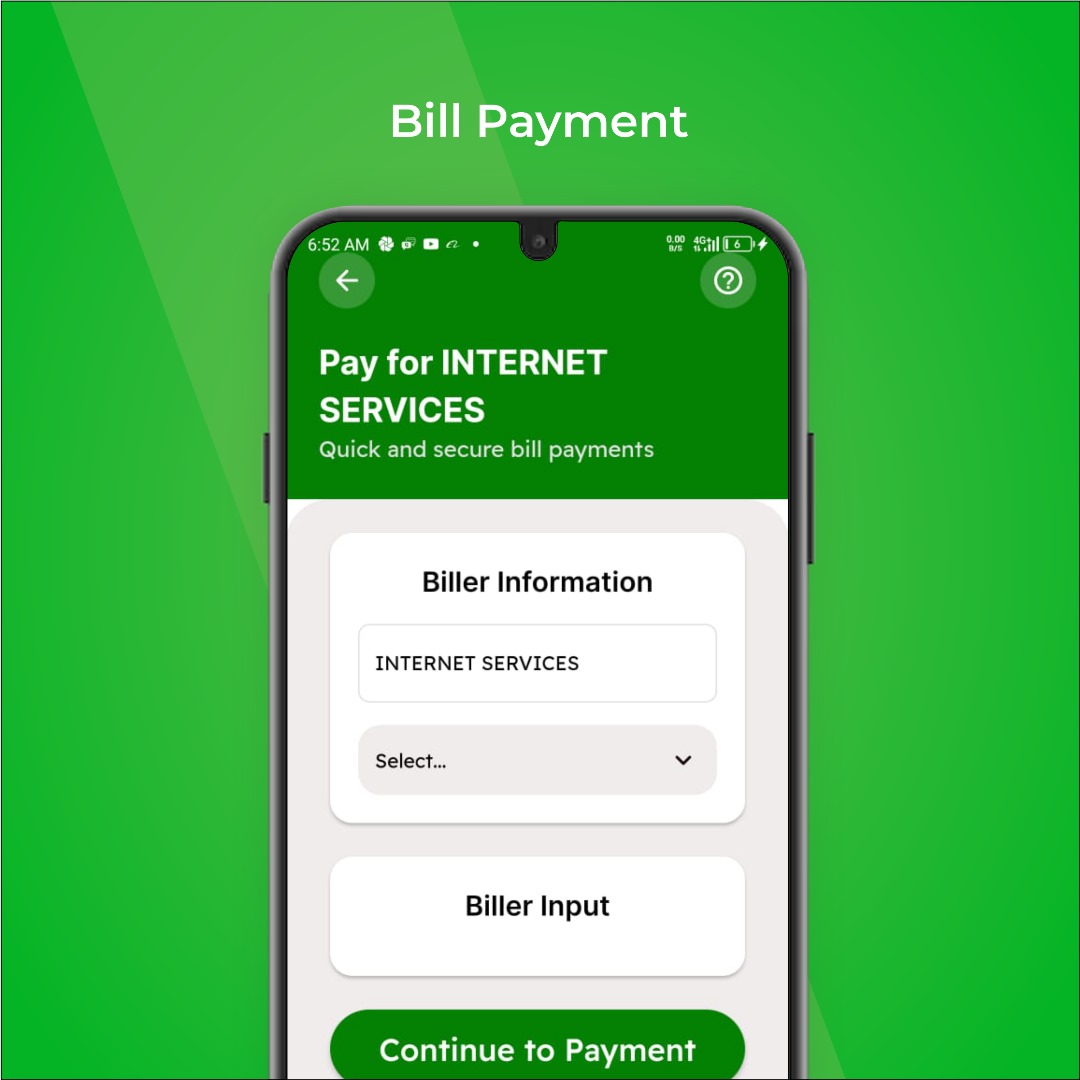 Bill Payment
6:52 AM
0.00
B/S
4G+
6
Pay for INTERNET
SERVICES
Quick and secure bill payments
Biller Information
INTERNET SERVICES
Select...
Biller Input
Continue to Payment